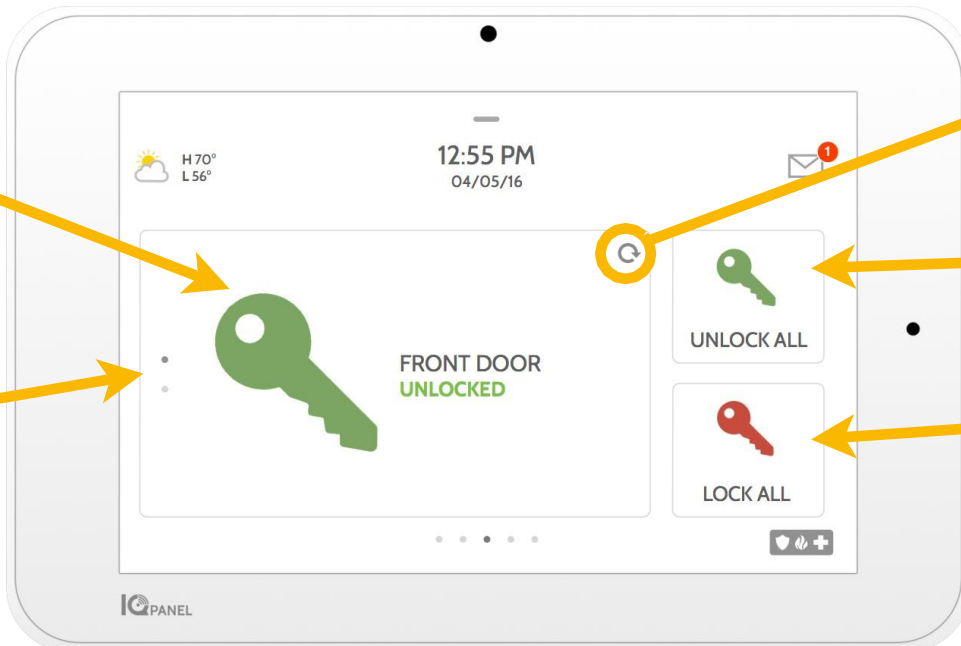 12:55 PM
04/05/16
H 70°
L 56°
1
FRONT DOOR
UNLOCKED
UNLOCK ALL
LOCK ALL
IQ PANEL